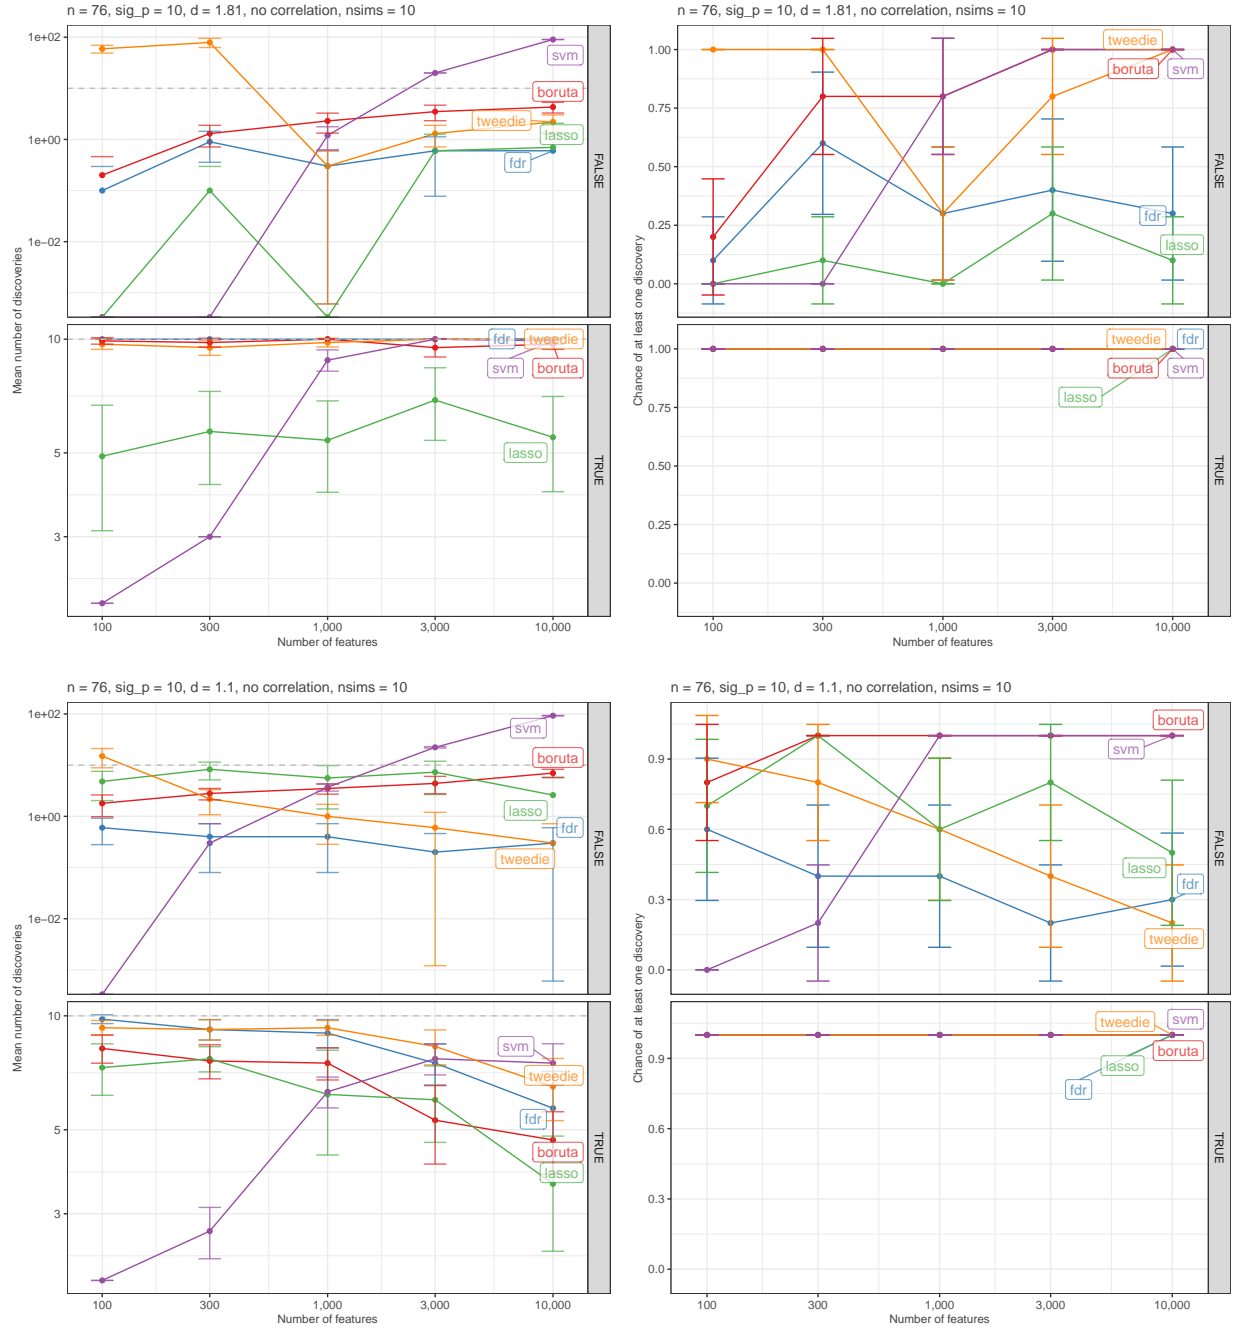 n = 76, sig_p = 10, d = 1.81, no correlation, nsims = 10
Mean number of discoveries
1e+02
1e+00
1e−02
svm
boruta
tweedie
lasso
fdr
FALSE
10
5
3
fdr
tweedie
svm
boruta
lasso
TRUE
100
300
1,000
3,000
10,000
Number of features
n = 76, sig_p = 10, d = 1.81, no correlation, nsims = 10
Chance of at least one discovery
1.00
0.75
0.50
0.25
0.00
tweedie
boruta
svm
fdr
lasso
FALSE
1.00
0.75
0.50
0.25
0.00
tweedie
fdr
boruta
svm
lasso
TRUE
100
300
1,000
3,000
10,000
Number of features
n = 76, sig_p = 10, d = 1.1, no correlation, nsims = 10
Mean number of discoveries
1e+02
1e+00
1e−02
svm
boruta
lasso
fdr
tweedie
FALSE
10
5
3
svm
tweedie
fdr
boruta
lasso
TRUE
100
300
1,000
3,000
10,000
Number of features
n = 76, sig_p = 10, d = 1.1, no correlation, nsims = 10
Chance of at least one discovery
0.9
0.6
0.3
0.0
boruta
svm
lasso
fdr
tweedie
FALSE
0.9
0.6
0.3
0.0
svm
tweedie
boruta
lasso
fdr
TRUE
100
300
1,000
3,000
10,000
Number of features